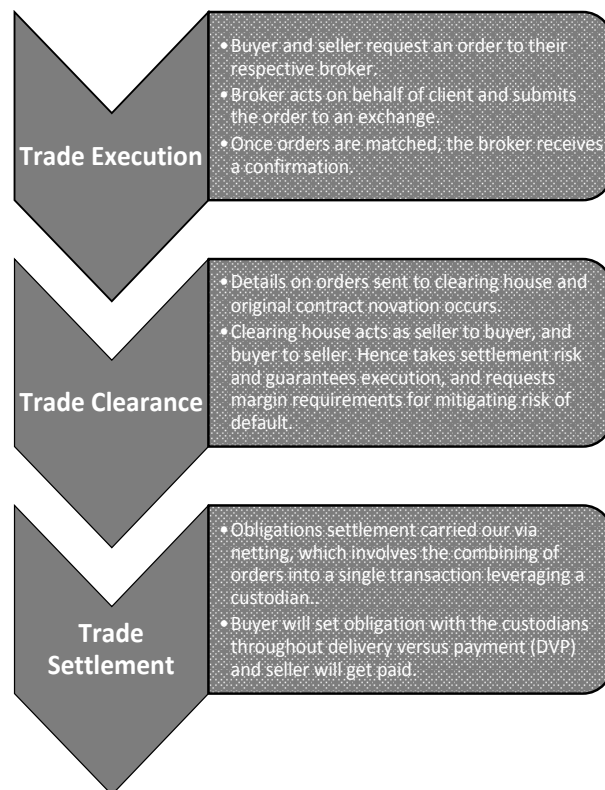 Trade Execution
• Buyer and seller request an order to their
respective broker.
• Broker acts on behalf of client and submits
the order to an exchange.
• Once orders are matched, the broker receives
a confirmation.
Trade Clearance
• Details on orders sent to clearing house and
original contract novation occurs.
• Clearing house acts as seller to buyer, and
buyer to seller. Hence takes settlement risk
and guarantees execution, and requests
margin requirements for mitigating risk of
default.
Trade
Settlement
• Obligations settlement carried our via
netting, which involves the combining of
orders into a single transaction leveraging a
custodian..
• Buyer will set obligation with the custodians
throughout delivery versus payment (DVP)
and seller will get paid.